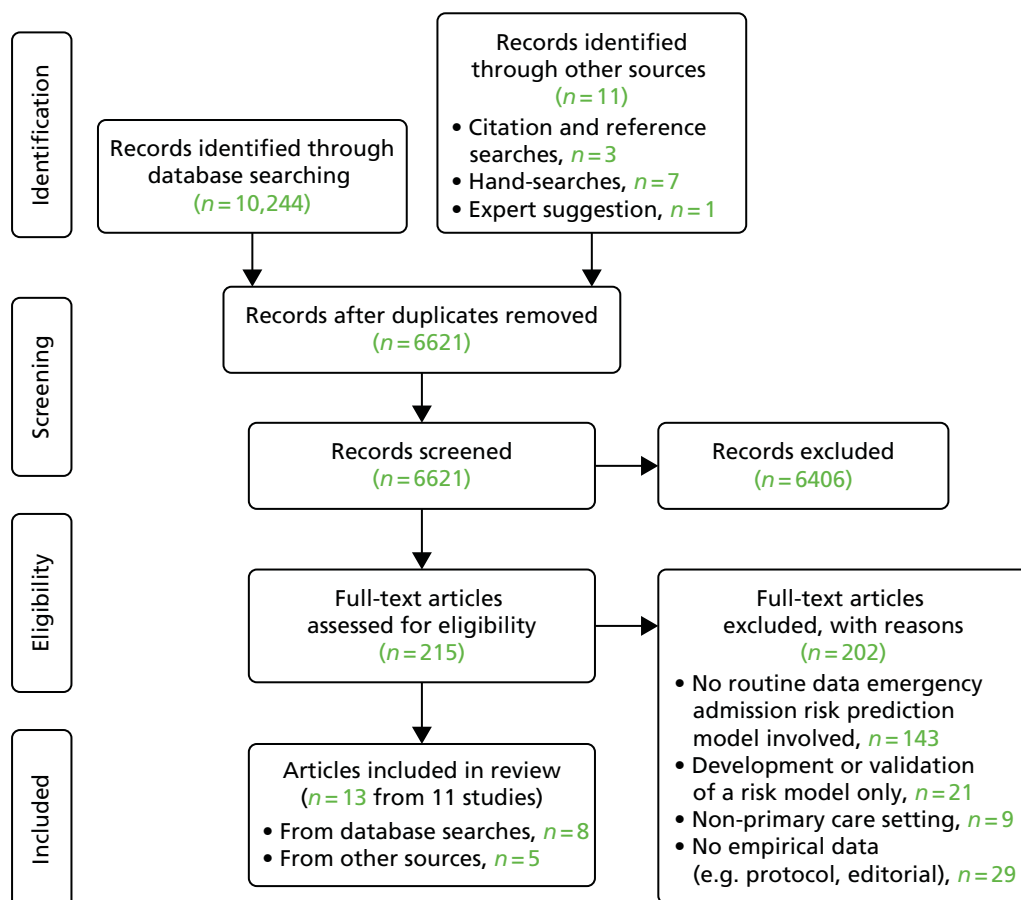 Identification
Records identified through
database searching
(n = 10,244)
Records identified
through other sources
(n = 11)
• Citation and reference
searches, n = 3
• Hand-searches, n = 7
• Expert suggestion, n = 1
Screening
Records after duplicates removed
(n = 6621)
Records screened
(n = 6621)
Records excluded
(n = 6406)
Eligibility
Full-text articles
assessed for eligibility
(n = 215)
Full-text articles
excluded, with reasons
(n = 202)
• No routine data emergency
admission risk prediction
model involved, n = 143
• Development or validation
of a risk model only, n = 21
• Non-primary care setting, n = 9
• No empirical data
(e.g. protocol, editorial), n = 29
Included
Articles included in review
(n = 13 from 11 studies)
• From database searches, n = 8
• From other sources, n = 5